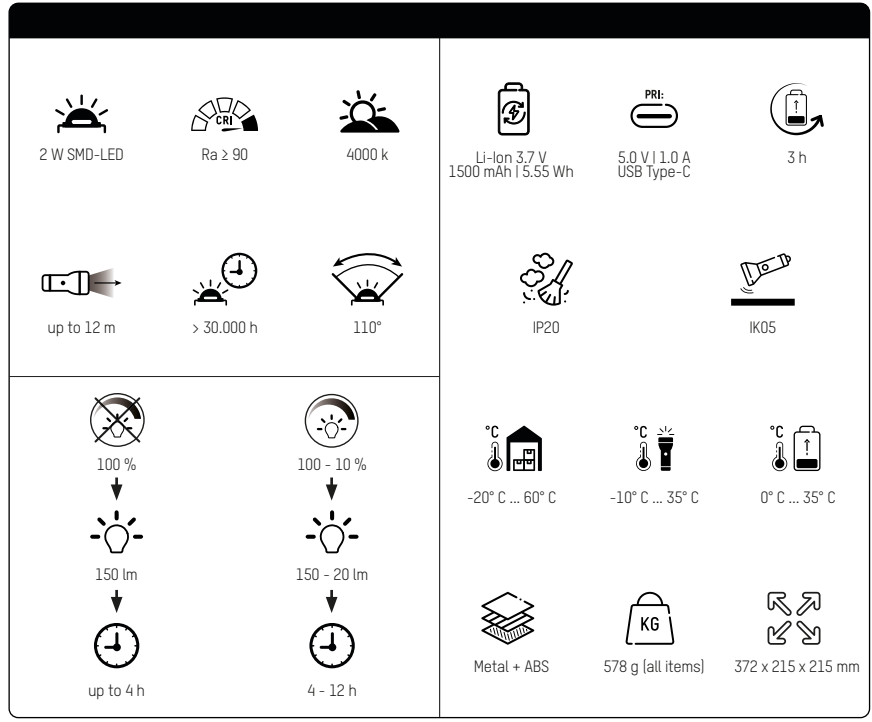 CRI
2 W SMD-LED
Ra ≥ 90
4000 k
up to 12 m
> 30.000 h
110°
100 %
100 - 10 %
150 lm
150 - 20 lm
up to 4 h
4 - 12 h
PRI:
Li-Ion 3.7 V
1500 mAh | 5.55 Wh
5.0 V | 1.0 A
USB Type-C
3 h
IP20
IK05
°C
°C
°C
-20° C ... 60° C
-10° C ... 35° C
0° C ... 35° C
KG
Metal + ABS
578 g (all items)
372 x 215 x 215 mm